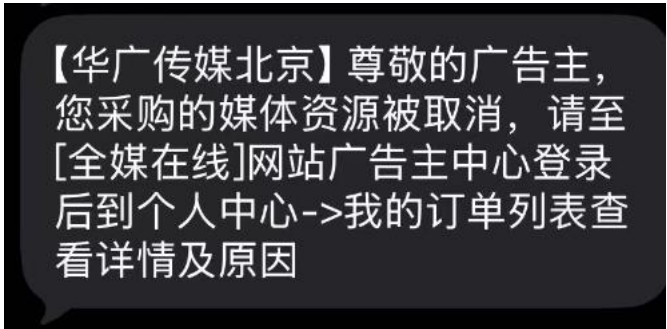 【华广传媒北京】尊敬的广告主，
您采购的媒体资源被取消，请至
[全媒在线]网站广告主中心登录
后到个人中心->我的订单列表查
看详情及原因